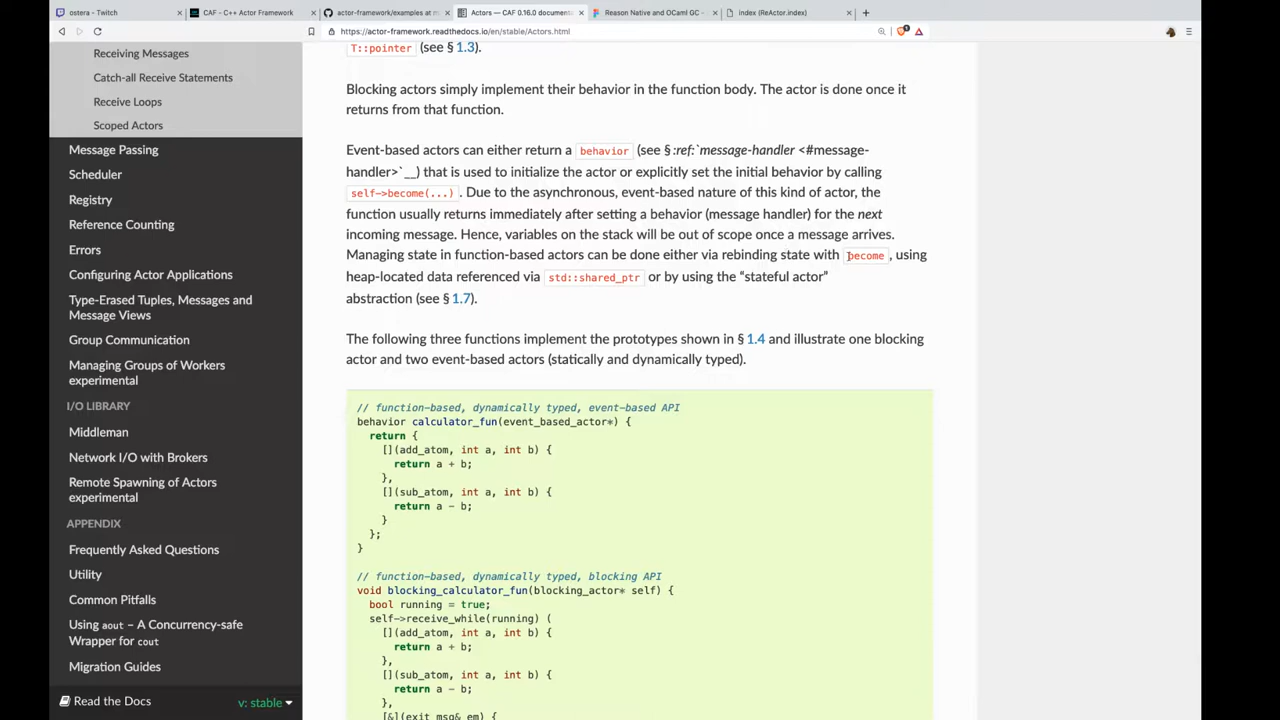 ostera - Twitch
CAF - C++ Actor Framework
actor-framework/examples at m
Actors — CAF 0.16.0 documenta
Reason Native and OCaml GC -
index (ReActor.index)
https://actor-framework.readthedocs.io/en/stable/Actors.html
Receiving Messages
Catch-all Receive Statements
Receive Loops
Scoped Actors
Message Passing
Scheduler
Registry
Reference Counting
Errors
Configuring Actor Applications
Type-Erased Tuples, Messages and
Message Views
Group Communication
Managing Groups of Workers
experimental
I/O LIBRARY
Middleman
Network I/O with Brokers
Remote Spawning of Actors
experimental
APPENDIX
Frequently Asked Questions
Utility
Common Pitfalls
Using aout – A Concurrency-safe
Wrapper for cout
Migration Guides
Read the Docs
v: stable
T::pointer (see § 1.3).
Blocking actors simply implement their behavior in the function body. The actor is done once it
returns from that function.
Event-based actors can either return a behavior (see § :ref:`message-handler <#message-
handler>`__) that is used to initialize the actor or explicitly set the initial behavior by calling
self->become(...) . Due to the asynchronous, event-based nature of this kind of actor, the
function usually returns immediately after setting a behavior (message handler) for the next
incoming message. Hence, variables on the stack will be out of scope once a message arrives.
Managing state in function-based actors can be done either via rebinding state with become , using
heap-located data referenced via std::shared_ptr or by using the “stateful actor”
abstraction (see § 1.7).
The following three functions implement the prototypes shown in § 1.4 and illustrate one blocking
actor and two event-based actors (statically and dynamically typed).
// function-based, dynamically typed, event-based API
behavior calculator_fun(event_based_actor*) {
return {
[](add_atom, int a, int b) {
return a + b;
},
[](sub_atom, int a, int b) {
return a - b;
}
};
}
// function-based, dynamically typed, blocking API
void blocking_calculator_fun(blocking_actor* self) {
bool running = true;
self->receive_while(running) (
[](add_atom, int a, int b) {
return a + b;
},
[](sub_atom, int a, int b) {
return a - b;
},
[&](exit_msg& em) {